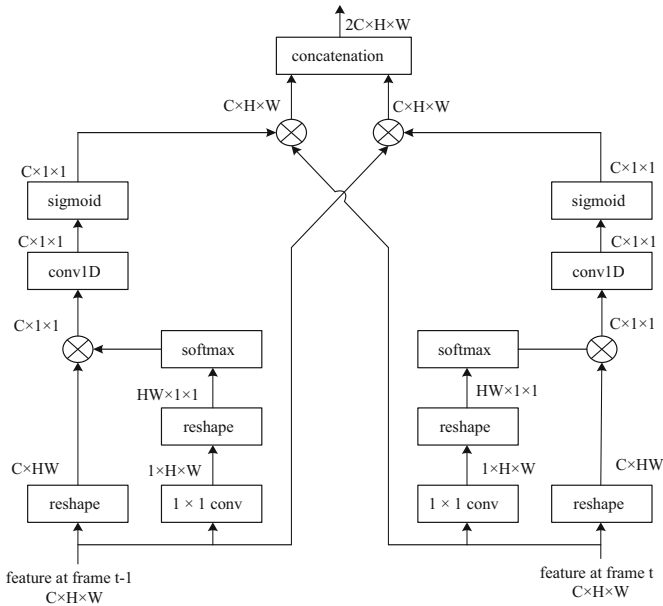 2C×H×W
concatenation
C×H×W
C×H×W
C×1×1
C×1×1
sigmoid
sigmoid
C×1×1
C×1×1
conv1D
conv1D
C×1×1
C×1×1
softmax
softmax
HW×1×1
HW×1×1
reshape
reshape
C×HW
1×H×W
1×H×W
C×HW
reshape
1 × 1 conv
1 × 1 conv
reshape
feature at frame t-1
C×H×W
feature at frame t
C×H×W